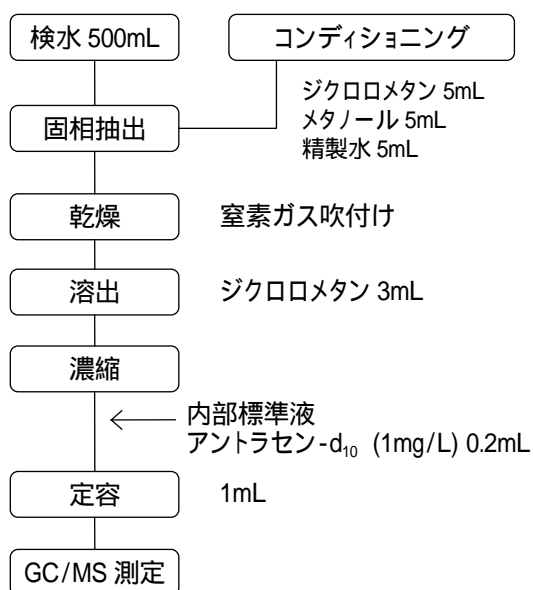 検水 500mL
コンディショニング
ジクロロメタン 5mL
メタノール 5mL
精製水 5mL
固相抽出
乾燥
窒素ガス吹付け
溶出
ジクロロメタン 3mL
濃縮
内部標準液
アントラセン-d₁₀ (1mg/L) 0.2mL
定容
1mL
GC/MS 測定